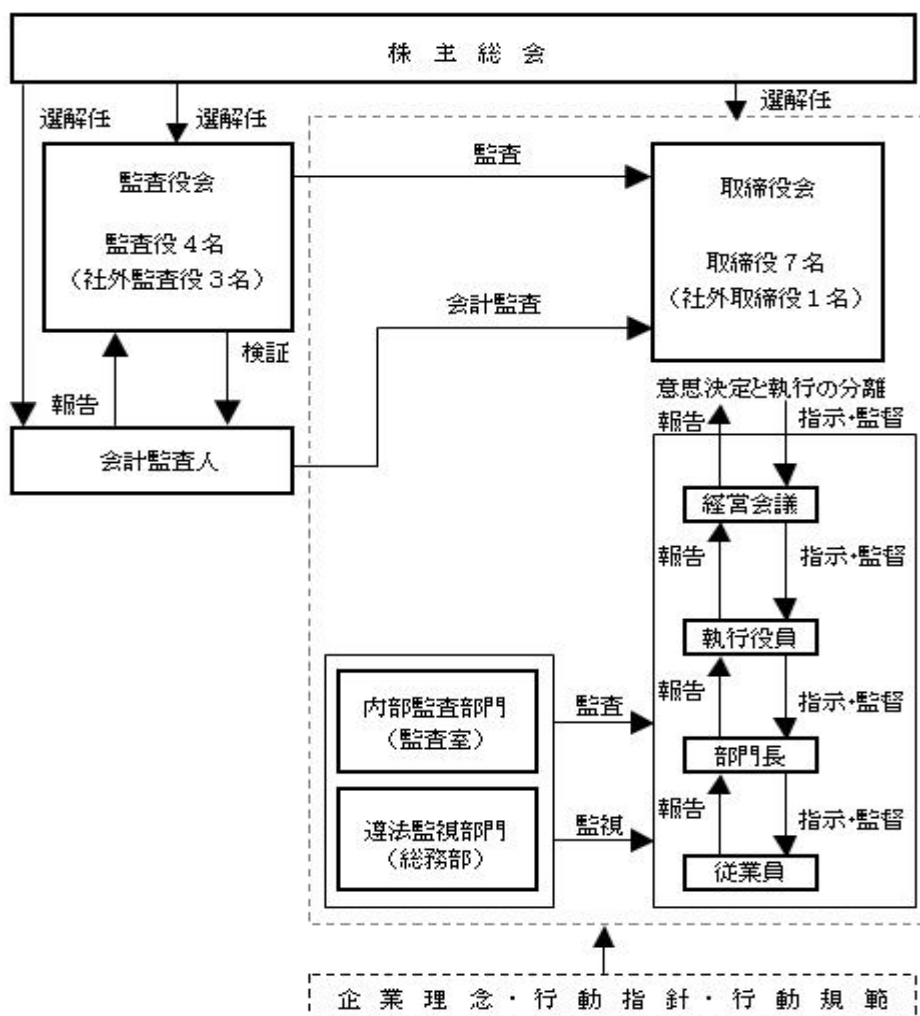 株主総会
選解任
選解任
選解任
監査役会
監査役４名
（社外監査役３名）
監査
取締役会
取締役７名
（社外取締役１名）
会計監査
検証
報告
会計監査人
意思決定と執行の分離
報告
指示・監督
経営会議
報告
指示・監督
執行役員
報告
指示・監督
部門長
報告
指示・監督
従業員
内部監査部門
（監査室）
監査
遵法監視部門
（総務部）
監視
企業理念・行動指針・行動規範